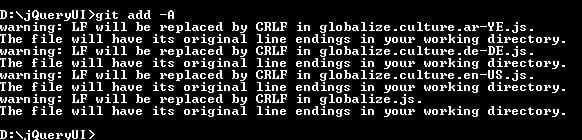 D:\jQueryUI>git add -A
warning: LF will be replaced by CRLF in globalize.culture.ar-YE.js.
The file will have its original line endings in your working directory.
warning: LF will be replaced by CRLF in globalize.culture.de-DE.js.
The file will have its original line endings in your working directory.
warning: LF will be replaced by CRLF in globalize.culture.en-US.js.
The file will have its original line endings in your working directory.
warning: LF will be replaced by CRLF in globalize.js.
The file will have its original line endings in your working directory.
D:\jQueryUI>